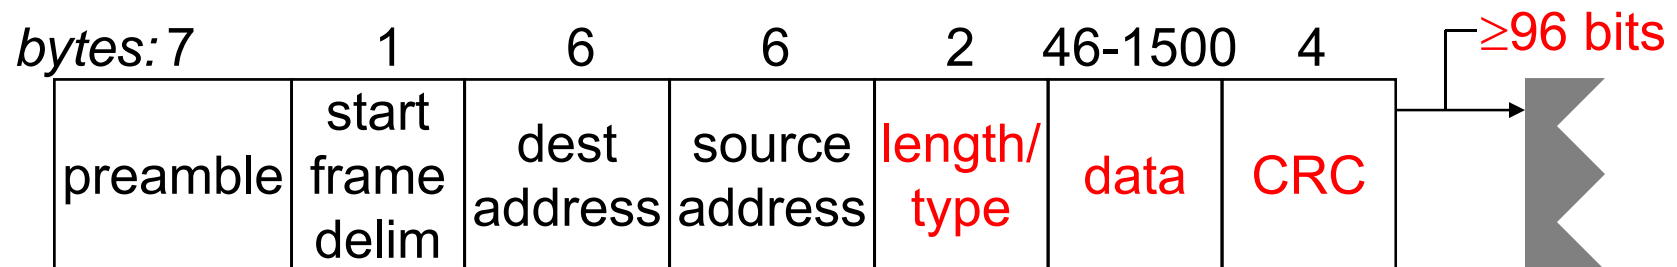 bytes: 7 1 6 6 2 46-1500 4 ≥96 bits
preamble
start
frame
delim
dest
address
source
address
length/
type
data
CRC